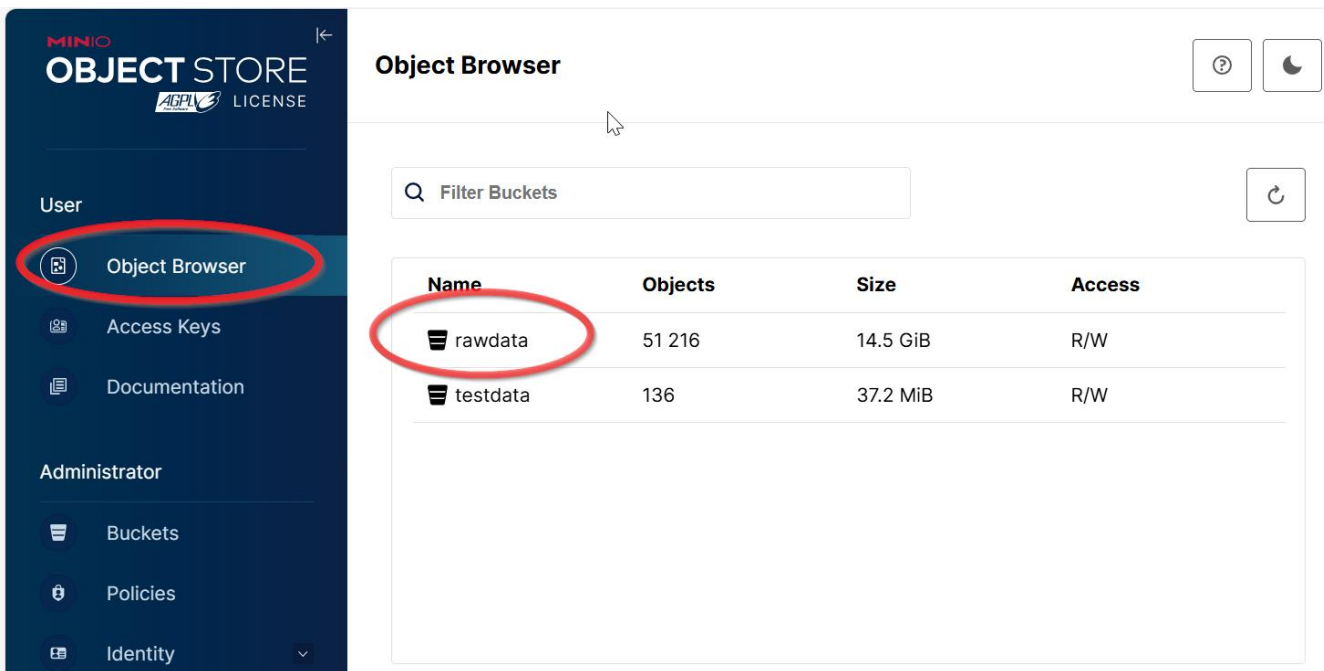 MINIO
OBJECT STORE
AGPLv3 LICENSE
User
Object Browser
Access Keys
Documentation
Administrator
Buckets
Policies
Identity
Object Browser
Filter Buckets
Name Objects Size Access
rawdata 51 216 14.5 GiB R/W
testdata 136 37.2 MiB R/W